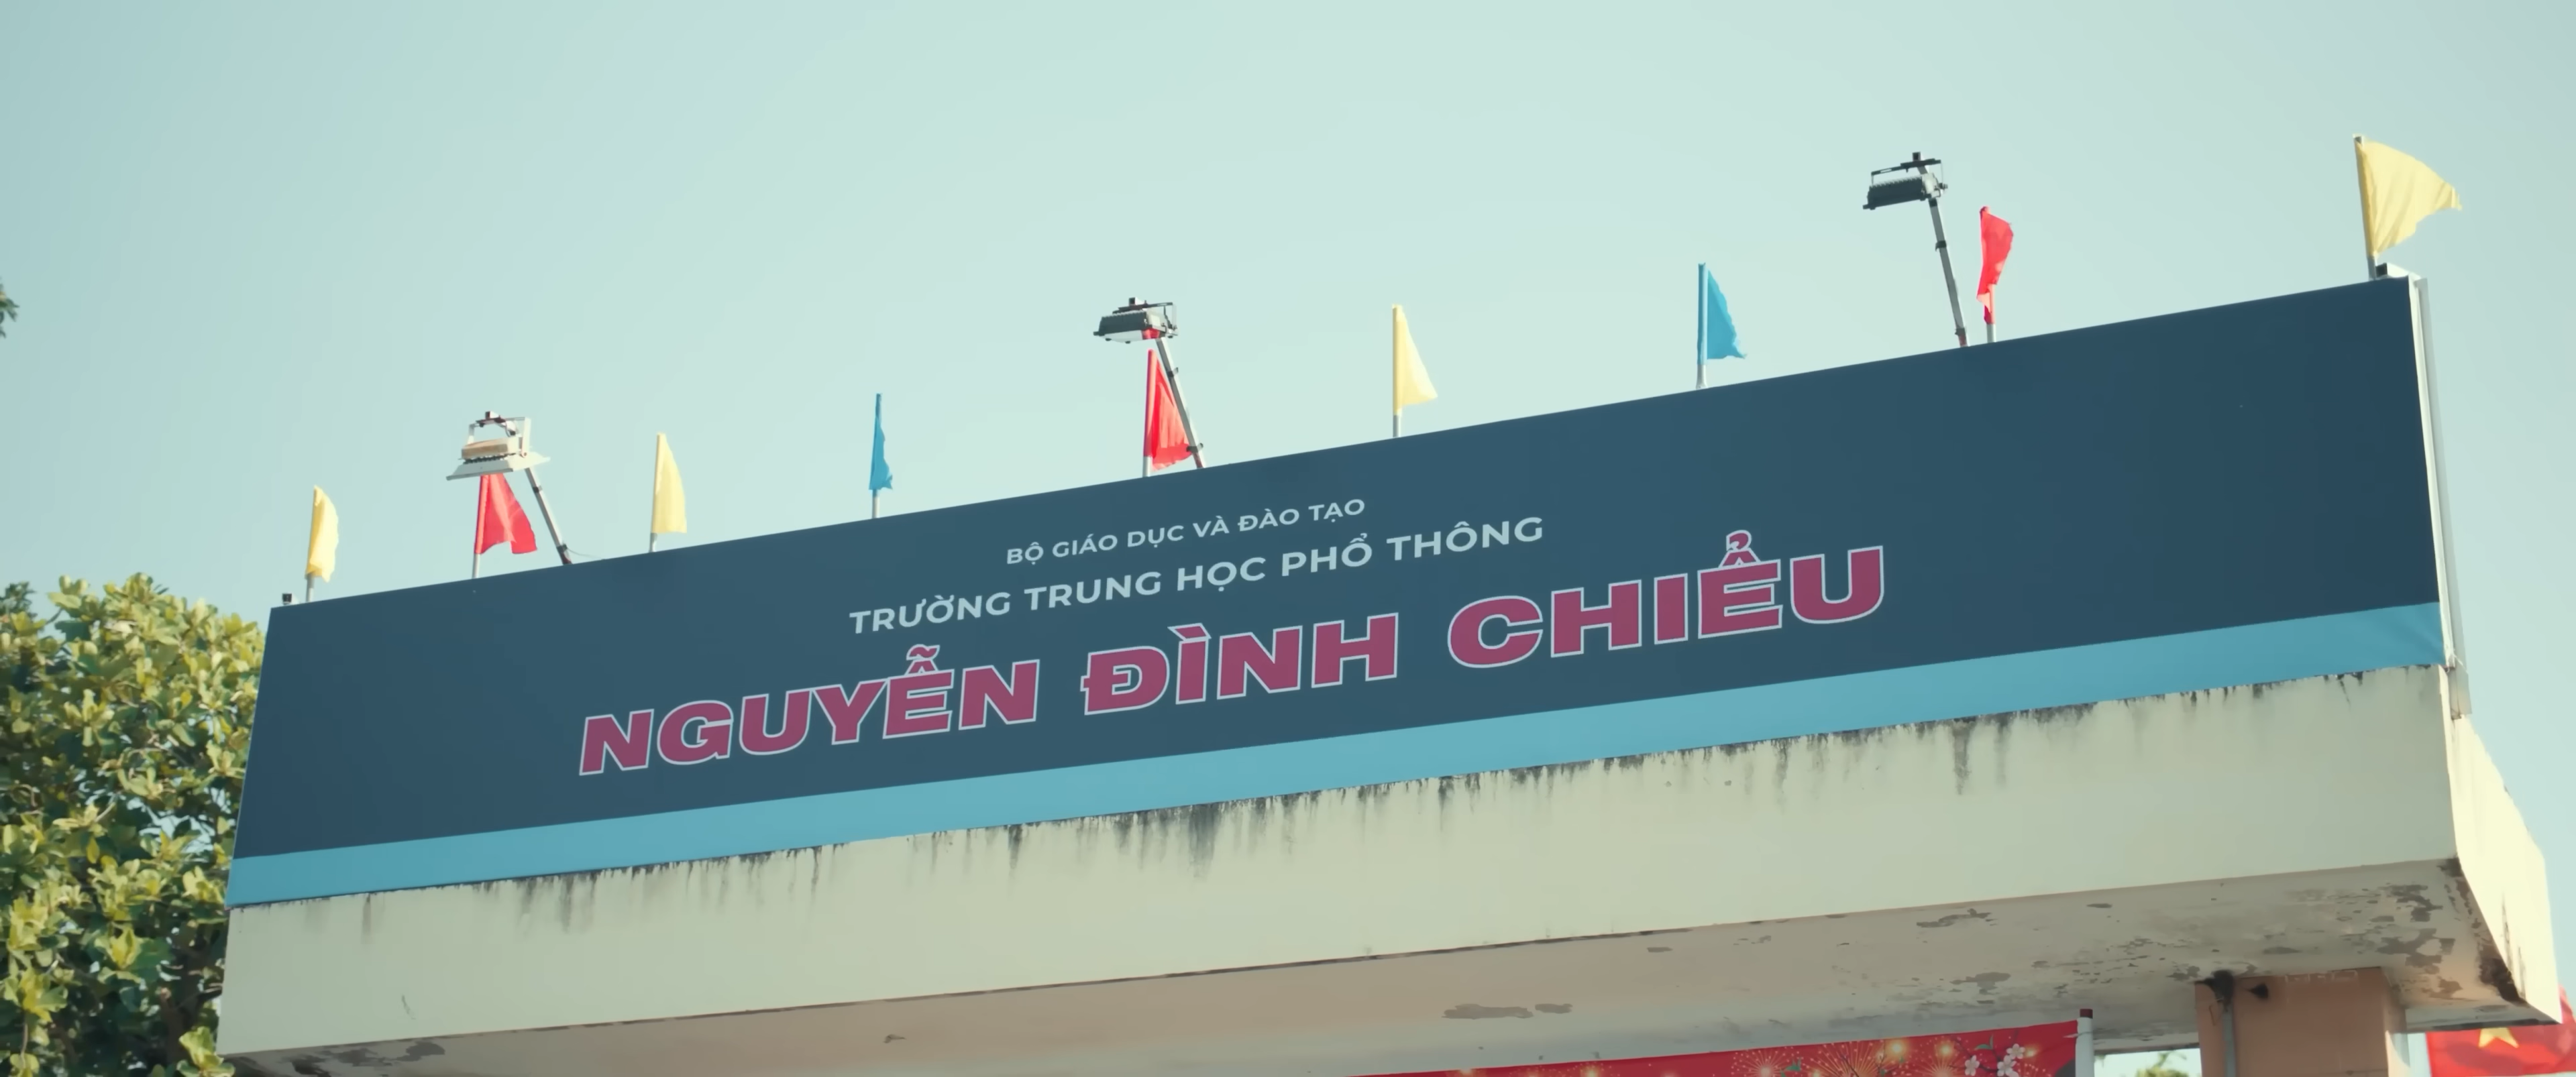 BỘ GIÁO DỤC VÀ ĐÀO TẠO
TRƯỜNG TRUNG HỌC PHỔ THÔNG
NGUYỄN ĐÌNH CHIỂU